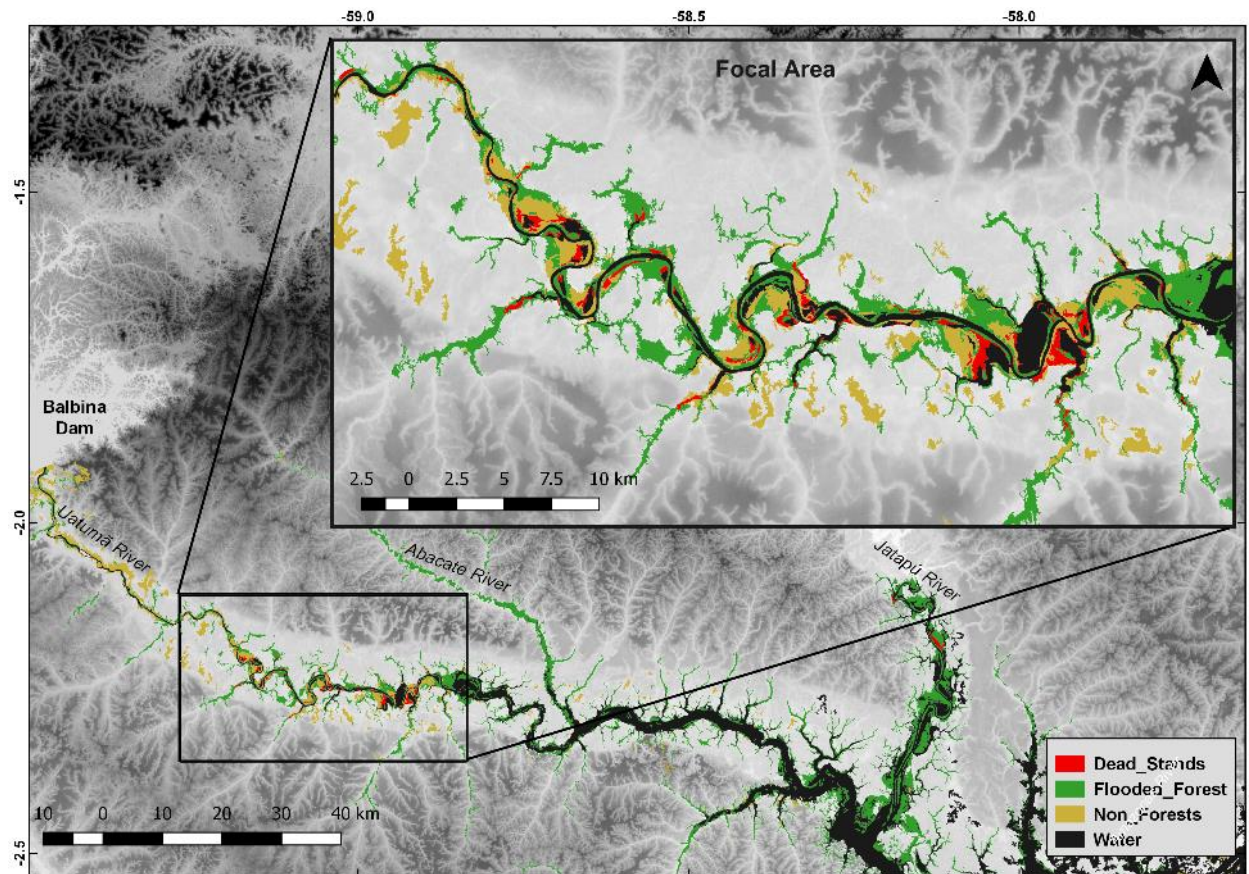 -59.0
-58.5
-58.0
Focal Area
-1.5
-2.0
-2.5
Balbina
Dam
2.5 0 2.5 5 7.5 10 km
Uatumã River
Abacate River
Jatapú River
10 0 10 20 30 40 km
Dead_Stands
Flooded_Forest
Non_Forests
Water